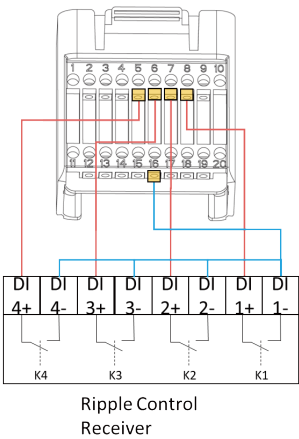 1 2 3 4 5 6 7 8 9 10
11 12 13 14 15 16 17 18 19 20
DI DI DI DI DI DI DI DI
4+ 4- 3+ 3- 2+ 2- 1+ 1-
K4 K3 K2 K1
Ripple Control
Receiver